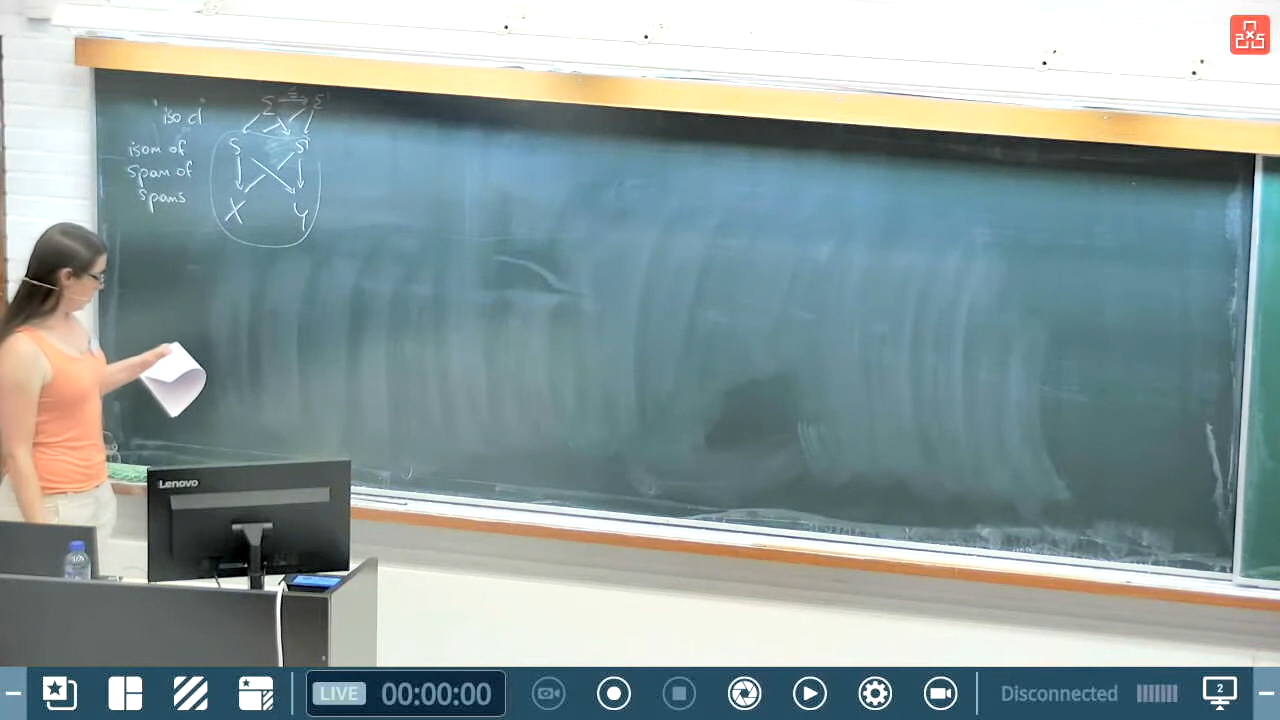 "iso cl"
Σ ≅ Σ'
isom of
S S'
span of
spans
X Y
Lenovo
LIVE 00:00:00
Disconnected
2